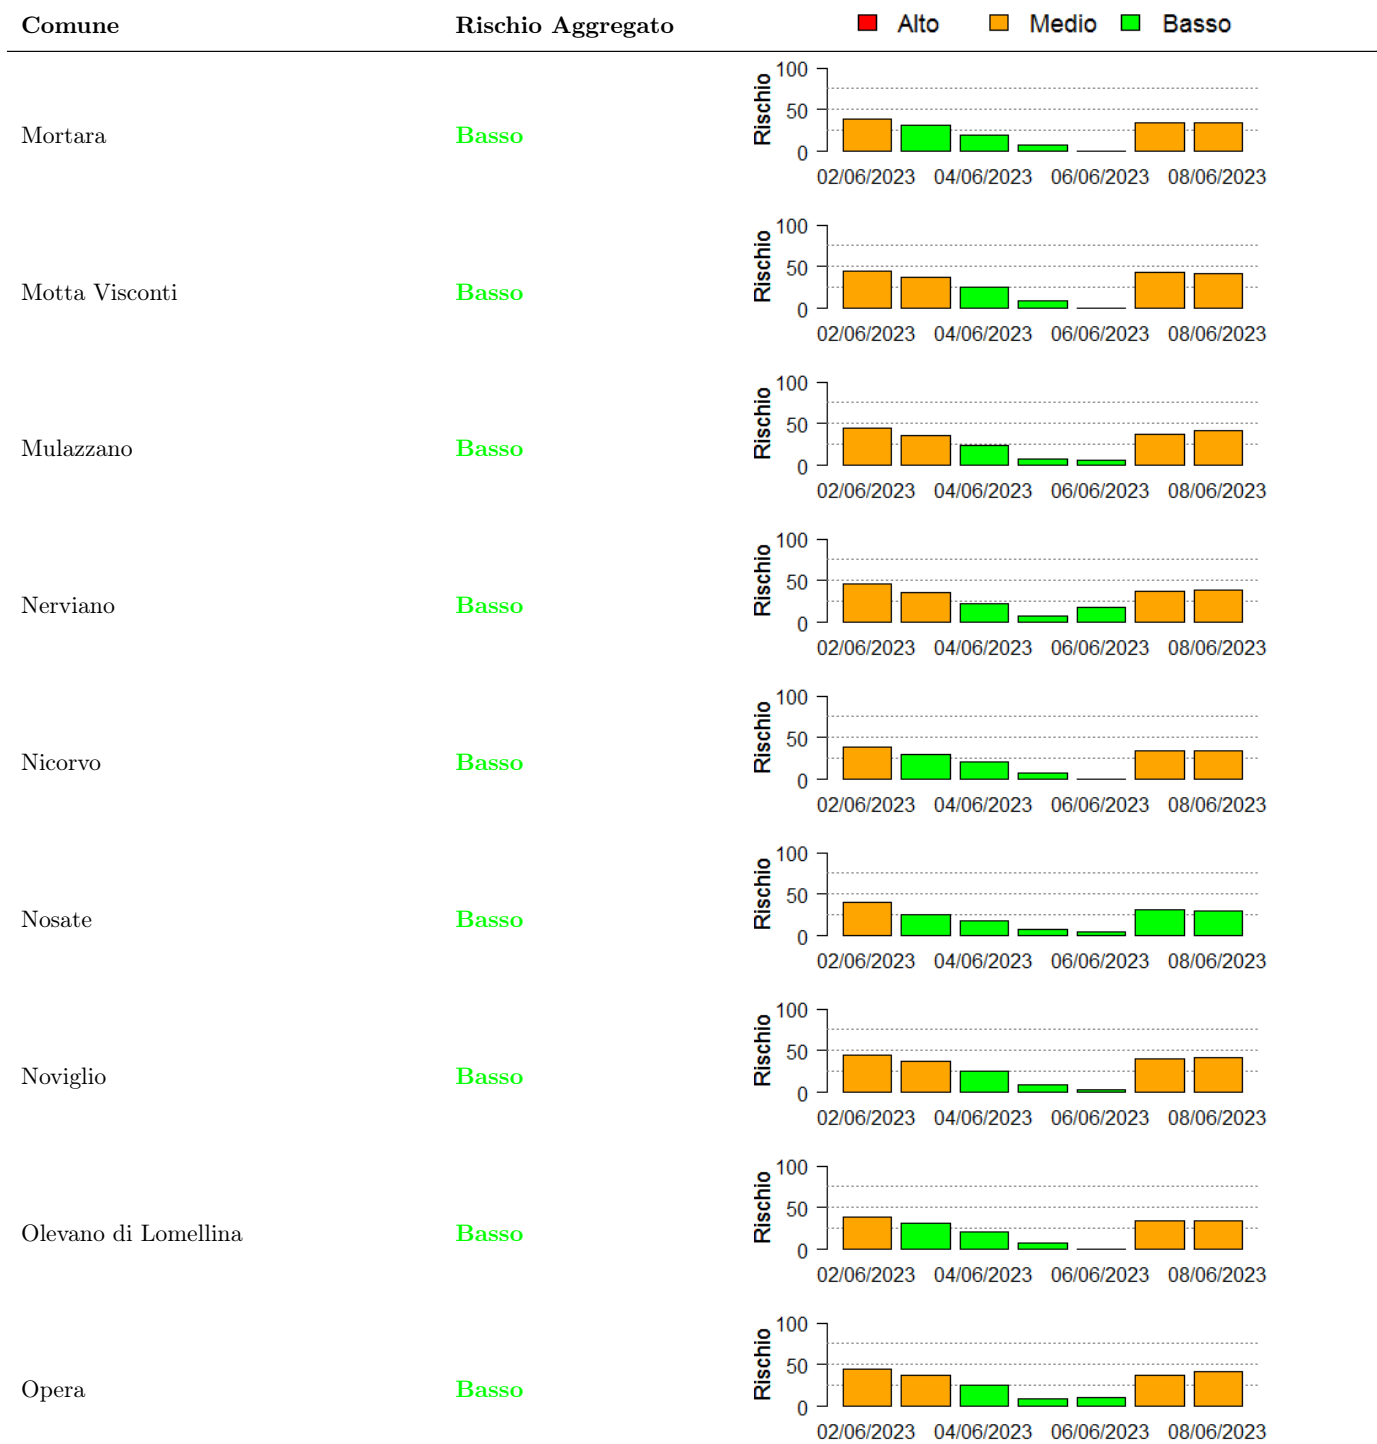 Comune Rischio Aggregato Alto Medio Basso
Mortara Basso Rischio 100 50 0
02/06/2023 04/06/2023 06/06/2023 08/06/2023
Motta Visconti Basso Rischio 100 50 0
02/06/2023 04/06/2023 06/06/2023 08/06/2023
Mulazzano Basso Rischio 100 50 0
02/06/2023 04/06/2023 06/06/2023 08/06/2023
Nerviano Basso Rischio 100 50 0
02/06/2023 04/06/2023 06/06/2023 08/06/2023
Nicorvo Basso Rischio 100 50 0
02/06/2023 04/06/2023 06/06/2023 08/06/2023
Nosate Basso Rischio 100 50 0
02/06/2023 04/06/2023 06/06/2023 08/06/2023
Noviglio Basso Rischio 100 50 0
02/06/2023 04/06/2023 06/06/2023 08/06/2023
Olevano di Lomellina Basso Rischio 100 50 0
02/06/2023 04/06/2023 06/06/2023 08/06/2023
Opera Basso Rischio 100 50 0
02/06/2023 04/06/2023 06/06/2023 08/06/2023